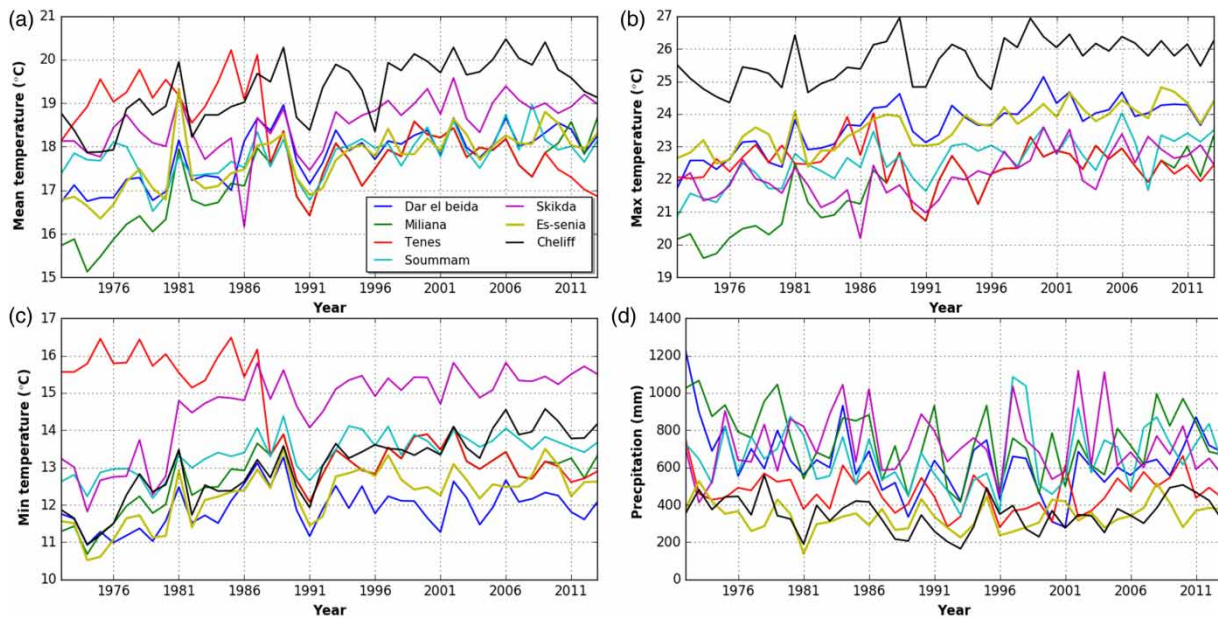 (a)
21
20
19
18
17
16
15
Mean temperature (°C)
1976 1981 1986 1991 1996 2001 2006 2011
Year
Dar el beida
Miliana
Tenes
Soummam
Skikda
Es-senia
Cheliff
(b)
27
26
25
24
23
22
21
20
19
Max temperature (°C)
1976 1981 1986 1991 1996 2001 2006 2011
Year
(c)
17
16
15
14
13
12
11
10
Min temperature (°C)
1976 1981 1986 1991 1996 2001 2006 2011
Year
(d)
1400
1200
1000
800
600
400
200
0
Precpitation (mm)
1976 1981 1986 1991 1996 2001 2006 2011
Year